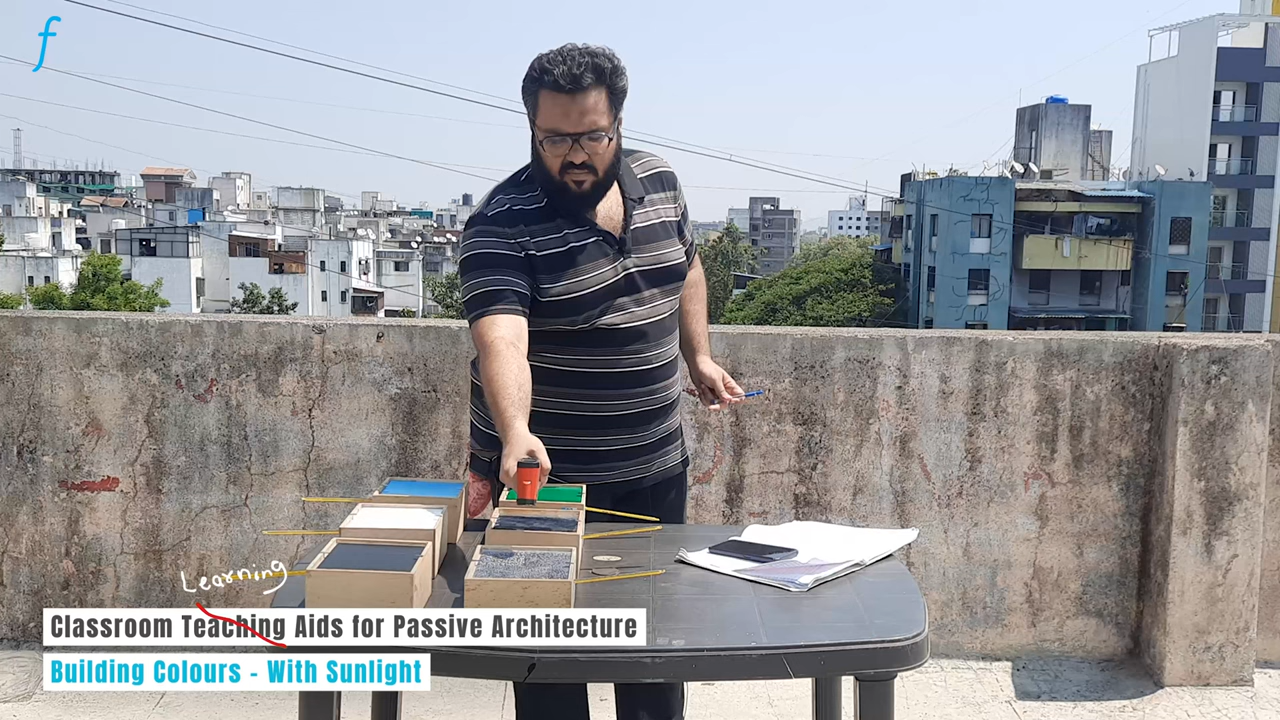 f
Learning
Classroom Teaching Aids for Passive Architecture
Building Colours - With Sunlight